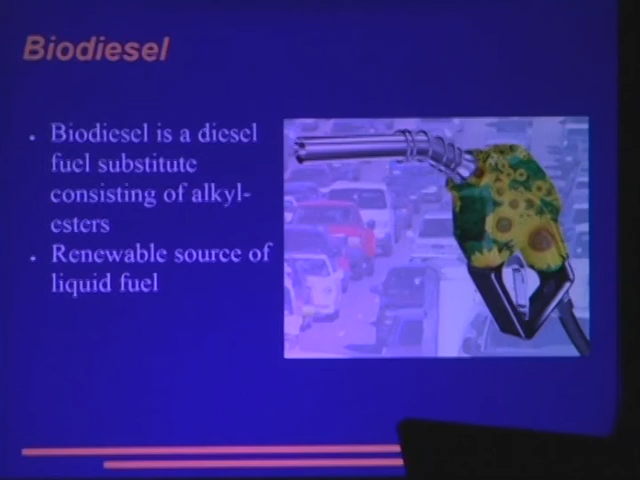 Biodiesel
• Biodiesel is a diesel
fuel substitute
consisting of alkyl-
esters
• Renewable source of
liquid fuel